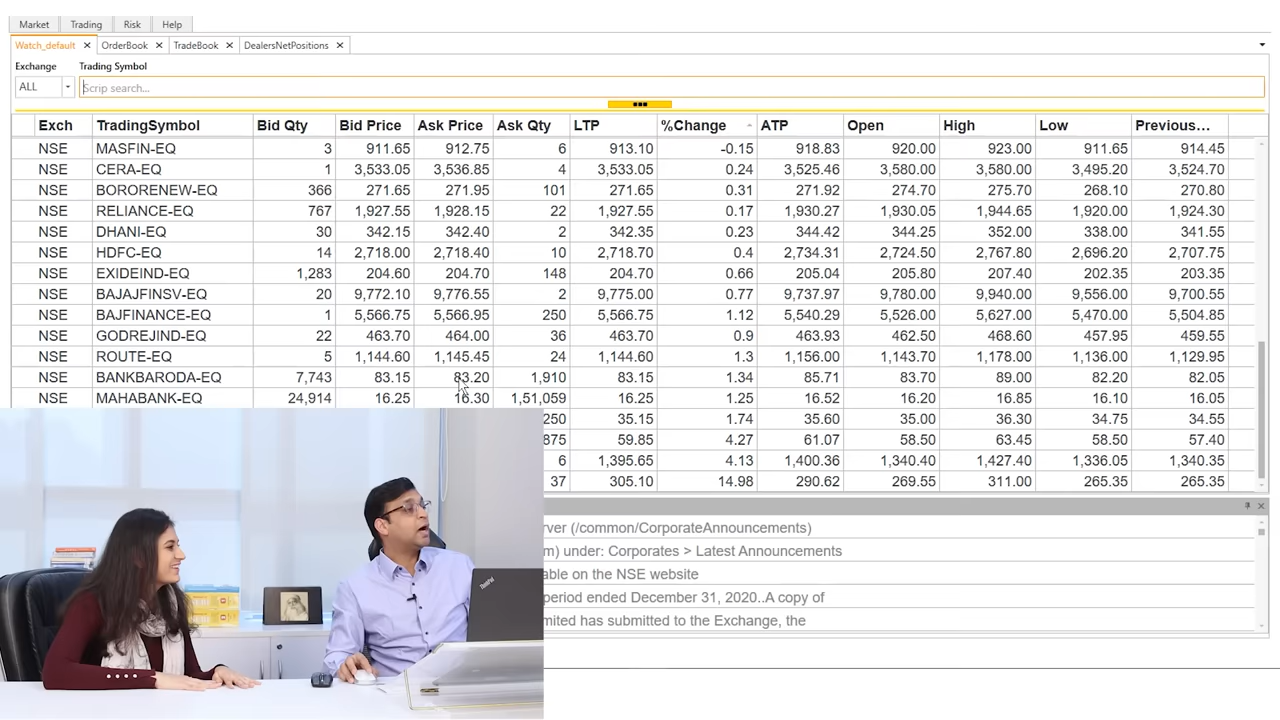 Market Trading Risk Help
Watch_default OrderBook TradeBook DealersNetPositions
Exchange Trading Symbol
ALL Scrip search...
Exch TradingSymbol Bid Qty Bid Price Ask Price Ask Qty LTP %Change ATP Open High Low Previous...
NSE MASFIN-EQ 3 911.65 912.75 6 913.10 -0.15 918.83 920.00 923.00 911.65 914.45
NSE CERA-EQ 1 3,533.05 3,536.85 4 3,533.05 0.24 3,525.46 3,580.00 3,580.00 3,495.20 3,524.70
NSE BORORENEW-EQ 366 271.65 271.95 101 271.65 0.31 271.92 274.70 275.70 268.10 270.80
NSE RELIANCE-EQ 767 1,927.55 1,928.15 22 1,927.55 0.17 1,930.27 1,930.05 1,944.65 1,920.00 1,924.30
NSE DHANI-EQ 30 342.15 342.40 2 342.35 0.23 344.42 344.25 352.00 338.00 341.55
NSE HDFC-EQ 14 2,718.00 2,718.40 10 2,718.70 0.4 2,734.31 2,724.50 2,767.80 2,696.20 2,707.75
NSE EXIDEIND-EQ 1,283 204.60 204.70 148 204.70 0.66 205.04 205.80 207.40 202.35 203.35
NSE BAJAJFINSV-EQ 20 9,772.10 9,776.55 2 9,775.00 0.77 9,737.97 9,780.00 9,940.00 9,556.00 9,700.55
NSE BAJFINANCE-EQ 1 5,566.75 5,566.95 250 5,566.75 1.12 5,540.29 5,526.00 5,627.00 5,470.00 5,504.85
NSE GODREJIND-EQ 22 463.70 464.00 36 463.70 0.9 463.93 462.50 468.60 457.95 459.55
NSE ROUTE-EQ 5 1,144.60 1,145.45 24 1,144.60 1.3 1,156.00 1,143.70 1,178.00 1,136.00 1,129.95
NSE BANKBARODA-EQ 7,743 83.15 83.20 1,910 83.15 1.34 85.71 83.70 89.00 82.20 82.05
NSE MAHABANK-EQ 24,914 16.25 16.30 1,51,059 16.25 1.25 16.52 16.20 16.85 16.10 16.05
250 35.15 1.74 35.60 35.00 36.30 34.75 34.55
875 59.85 4.27 61.07 58.50 63.45 58.50 57.40
6 1,395.65 4.13 1,400.36 1,340.40 1,427.40 1,336.05 1,340.35
37 305.10 14.98 290.62 269.55 311.00 265.35 265.35
rver (/common/CorporateAnnouncements)
m) under: Corporates > Latest Announcements
able on the NSE website
period ended December 31, 2020..A copy of
mited has submitted to the Exchange, the
ThinkPad